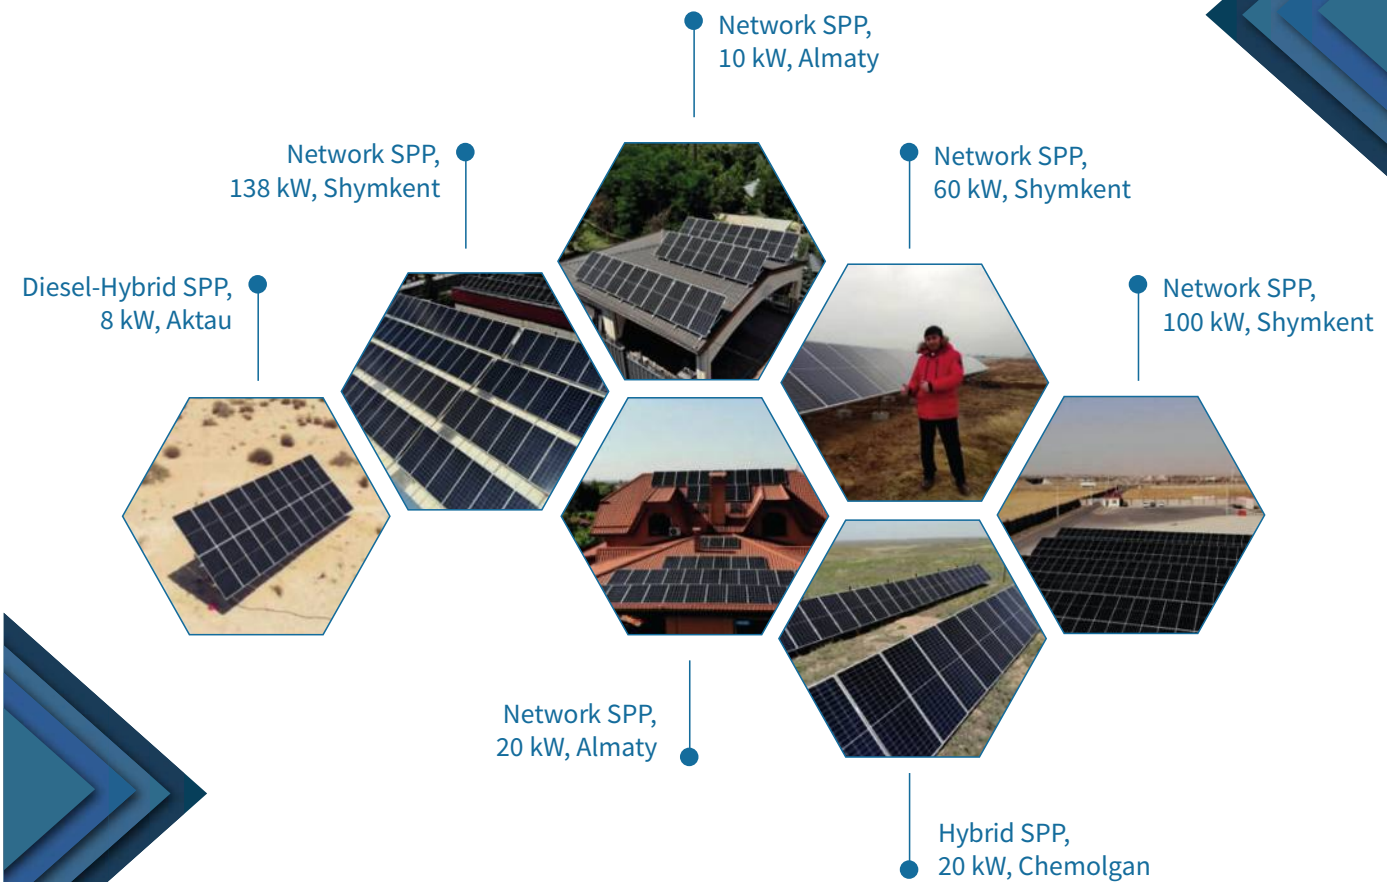 Network SPP,
10 kW, Almaty
Network SPP,
138 kW, Shymkent
Network SPP,
60 kW, Shymkent
Diesel-Hybrid SPP,
8 kW, Aktau
Network SPP,
100 kW, Shymkent
Network SPP,
20 kW, Almaty
Hybrid SPP,
20 kW, Chemolgan